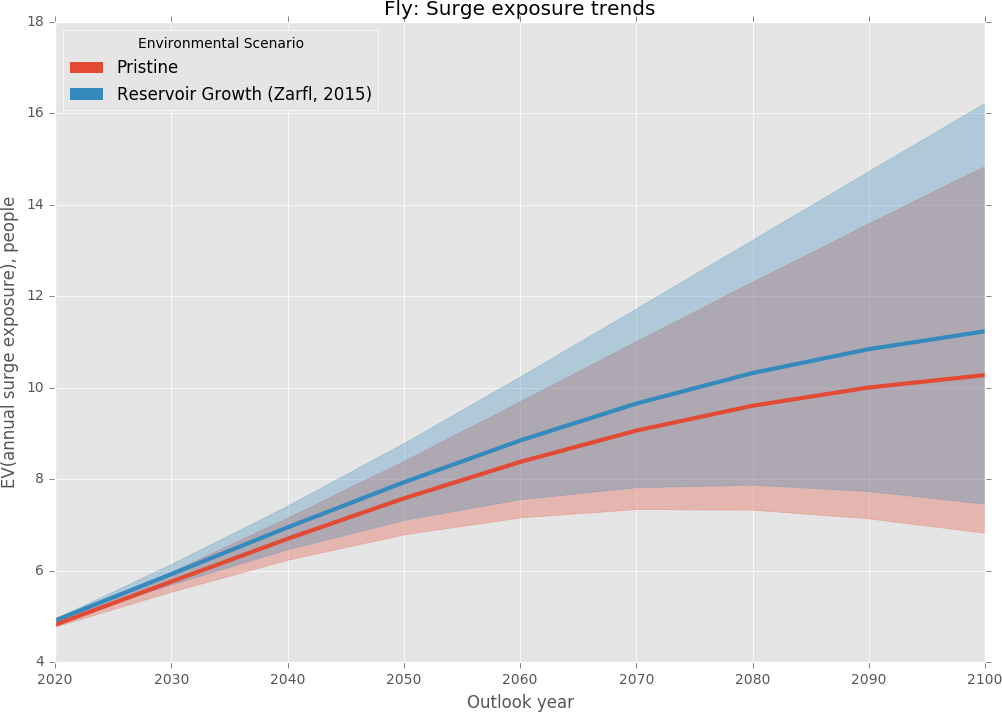 Fly: Surge exposure trends
Environmental Scenario
Pristine
Reservoir Growth (Zarfl, 2015)
EV(annual surge exposure), people
18
16
14
12
10
8
6
4
2020 2030 2040 2050 2060 2070 2080 2090 2100
Outlook year